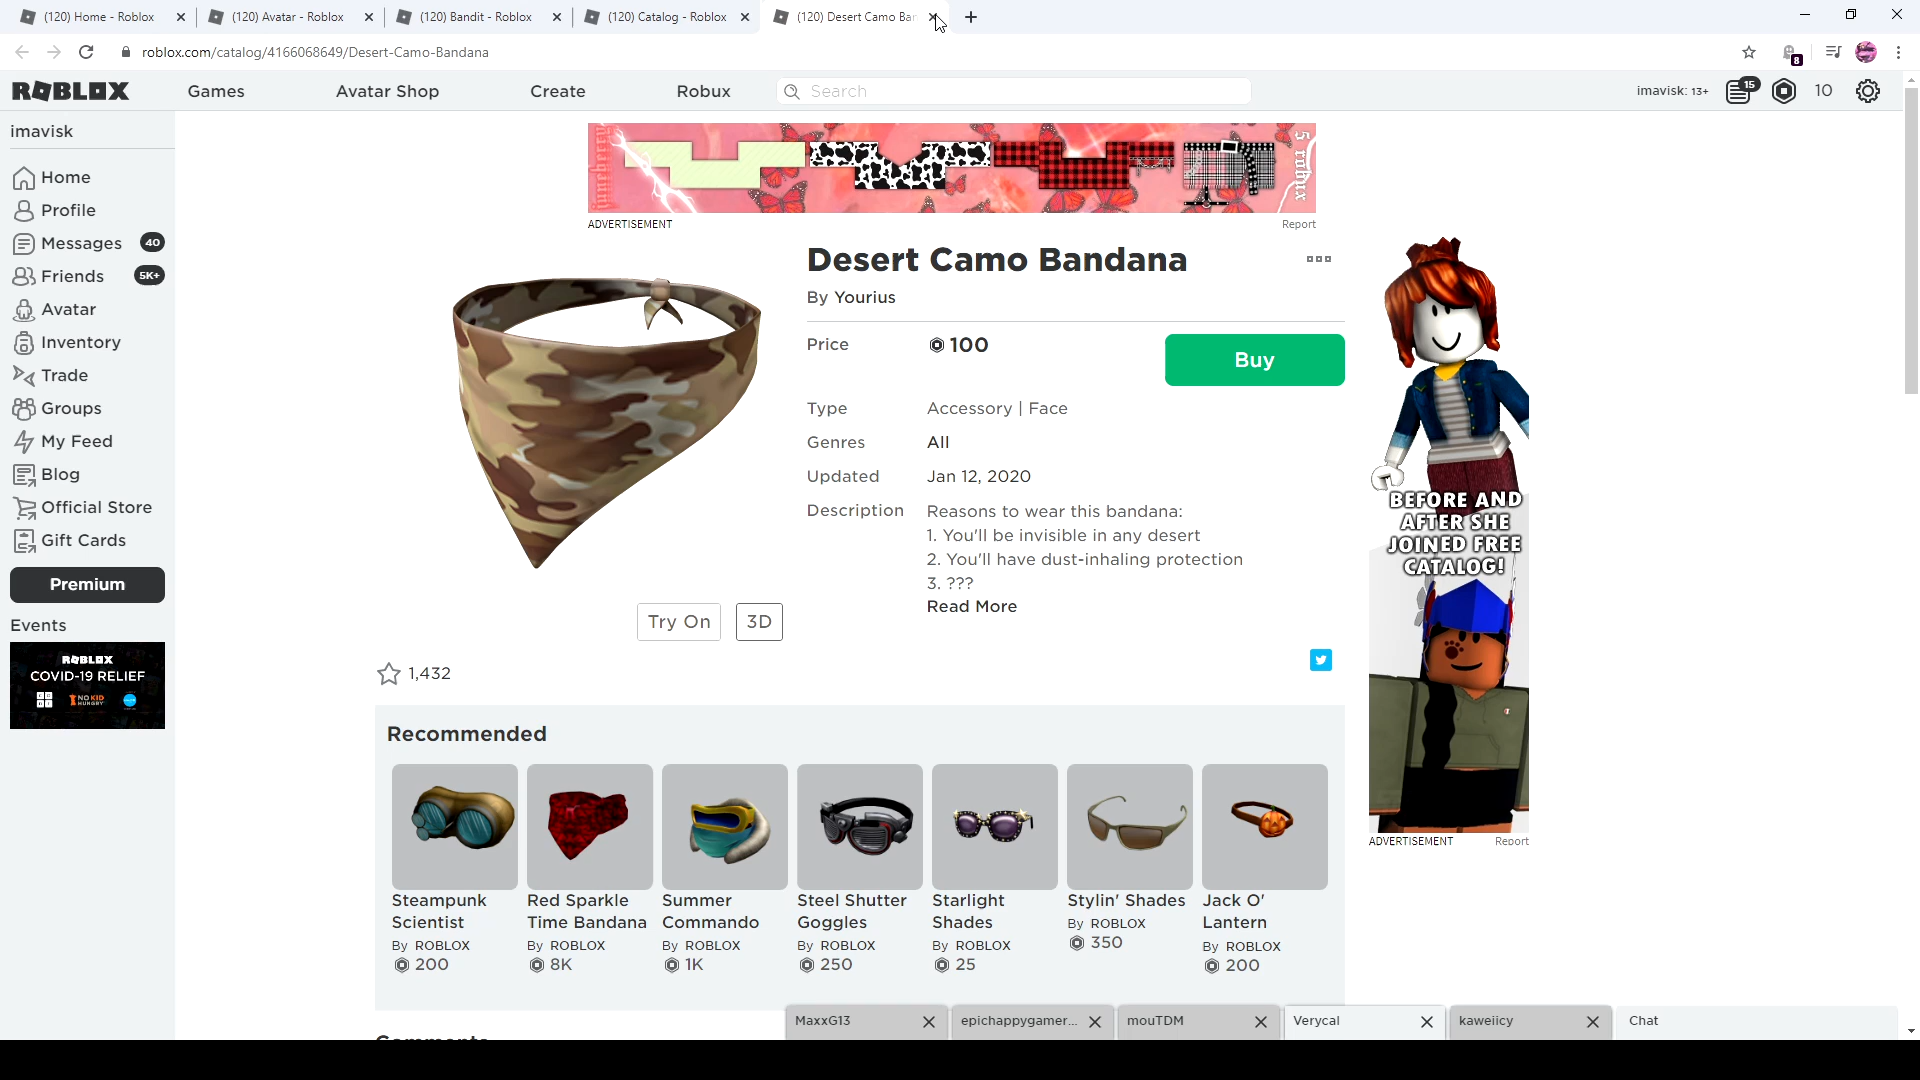 (120) Home - Roblox
(120) Avatar - Roblox
(120) Bandit - Roblox
(120) Catalog - Roblox
(120) Desert Camo Ban
roblox.com/catalog/4166068649/Desert-Camo-Bandana
8
ROBLOX
Games
Avatar Shop
Create
Robux
Search
imavisk: 13+
15
10
imavisk
Home
Profile
Messages 40
Friends 5K+
Avatar
Inventory
Trade
Groups
My Feed
Blog
Official Store
Gift Cards
Premium
Events
ROBLOX
COVID-19 RELIEF
NO KID
HUNGRY
5 robux
ADVERTISEMENT
Report
Desert Camo Bandana
By Yourius
Price 100
Buy
Type Accessory | Face
Genres All
Updated Jan 12, 2020
Description Reasons to wear this bandana:
1. You'll be invisible in any desert
2. You'll have dust-inhaling protection
3. ???
Read More
Try On
3D
1,432
BEFORE AND
AFTER SHE
JOINED FREE
CATALOG!
ADVERTISEMENT
Report
Recommended
Steampunk
Scientist
By ROBLOX
200
Red Sparkle
Time Bandana
By ROBLOX
8K
Summer
Commando
By ROBLOX
1K
Steel Shutter
Goggles
By ROBLOX
250
Starlight
Shades
By ROBLOX
25
Stylin' Shades
By ROBLOX
350
Jack O'
Lantern
By ROBLOX
200
Comments
MaxxG13
epichappygamer...
mouTDM
Verycal
kaweiicy
Chat